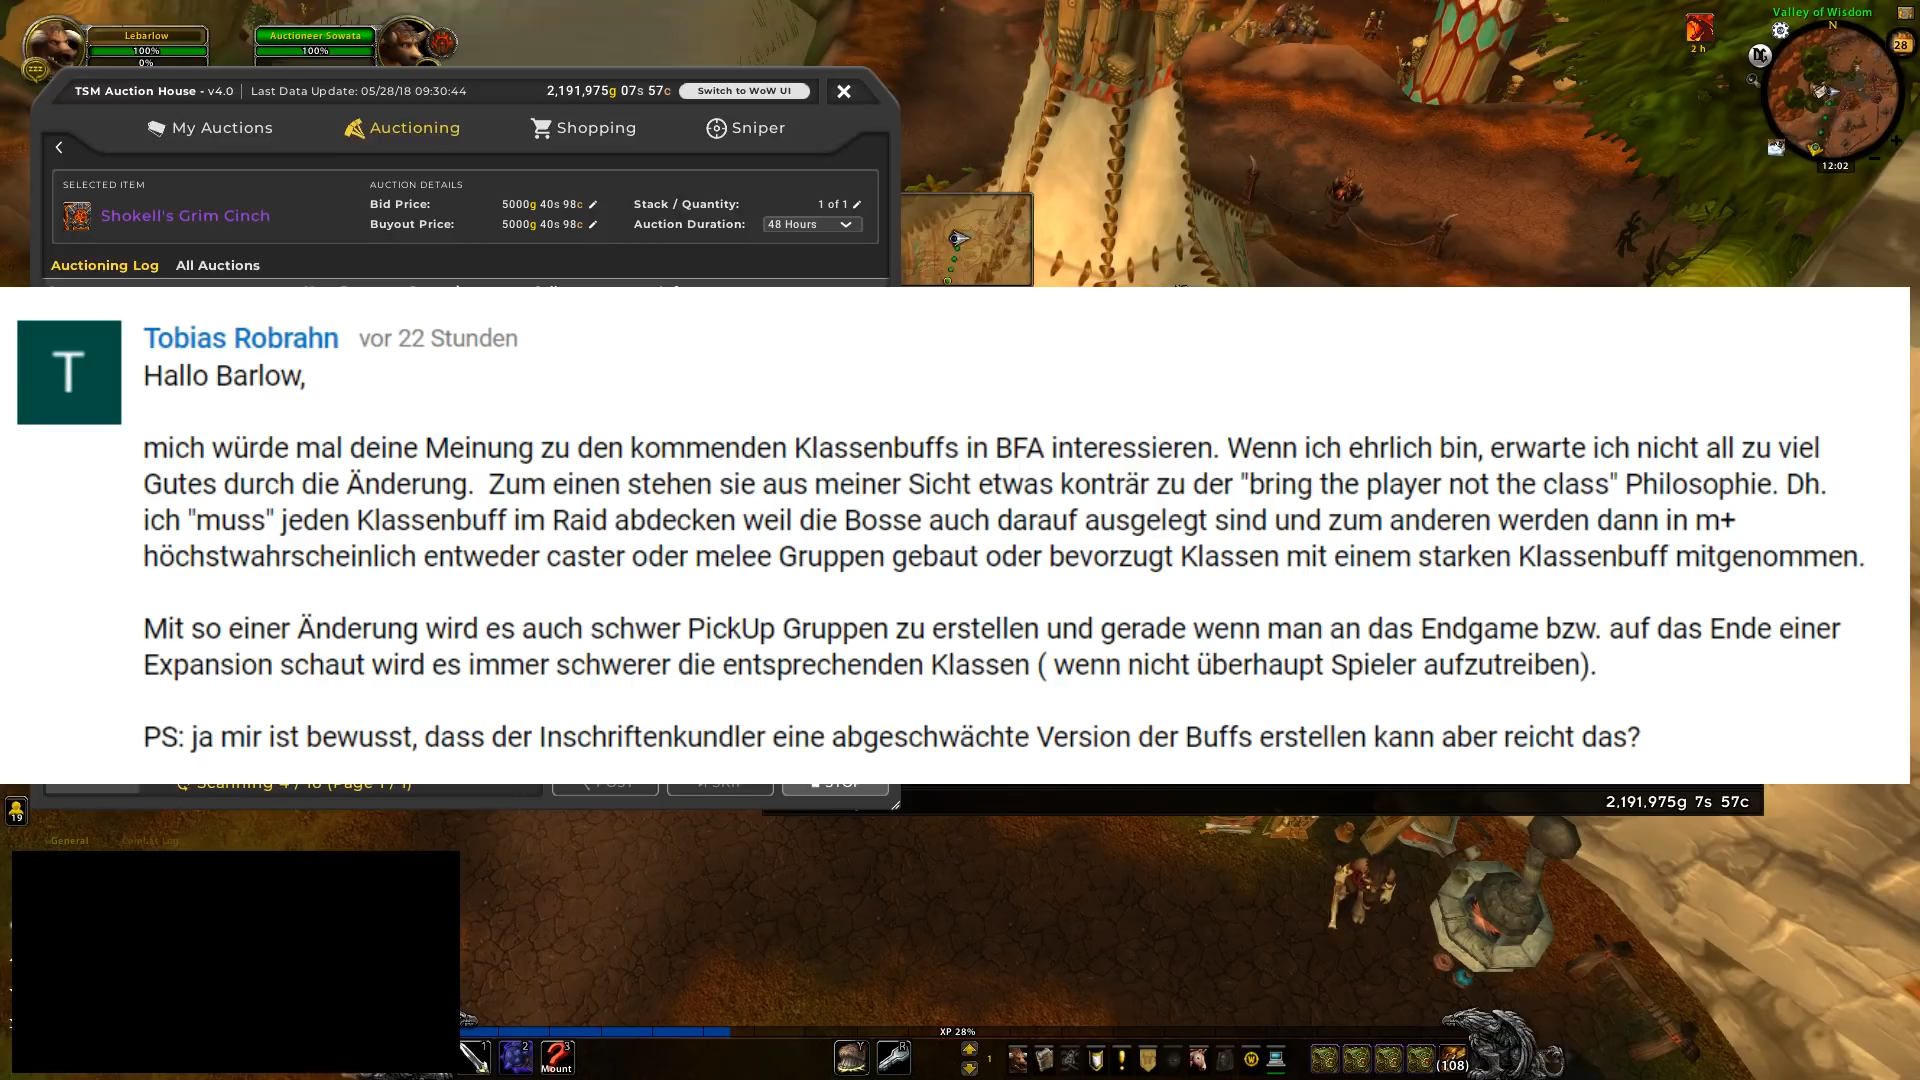 Lebarlow
100%
0%
Auctioneer Sowata
100%
Valley of Wisdom
N
28
2 h
12:02
TSM Auction House - v4.0
Last Data Update: 05/28/18 09:30:44
2,191,975g 07s 57c
Switch to WoW UI
My Auctions
Auctioning
Shopping
Sniper
SELECTED ITEM
Shokell's Grim Cinch
AUCTION DETAILS
Bid Price: 5000g 40s 98c
Buyout Price: 5000g 40s 98c
Stack / Quantity: 1 of 1
Auction Duration: 48 Hours
Auctioning Log
All Auctions
T
Tobias Robrahn vor 22 Stunden
Hallo Barlow,
mich würde mal deine Meinung zu den kommenden Klassenbuffs in BFA interessieren. Wenn ich ehrlich bin, erwarte ich nicht all zu viel
Gutes durch die Änderung. Zum einen stehen sie aus meiner Sicht etwas konträr zu der "bring the player not the class" Philosophie. Dh.
ich "muss" jeden Klassenbuff im Raid abdecken weil die Bosse auch darauf ausgelegt sind und zum anderen werden dann in m+
höchstwahrscheinlich entweder caster oder melee Gruppen gebaut oder bevorzugt Klassen mit einem starken Klassenbuff mitgenommen.
Mit so einer Änderung wird es auch schwer PickUp Gruppen zu erstellen und gerade wenn man an das Endgame bzw. auf das Ende einer
Expansion schaut wird es immer schwerer die entsprechenden Klassen ( wenn nicht überhaupt Spieler aufzutreiben).
PS: ja mir ist bewusst, dass der Inschriftenkundler eine abgeschwächte Version der Buffs erstellen kann aber reicht das?
2,191,975g 7s 57c
19
General
Combat Log
XP 28%
1
2
3
Mount
Y
R
1
(108)